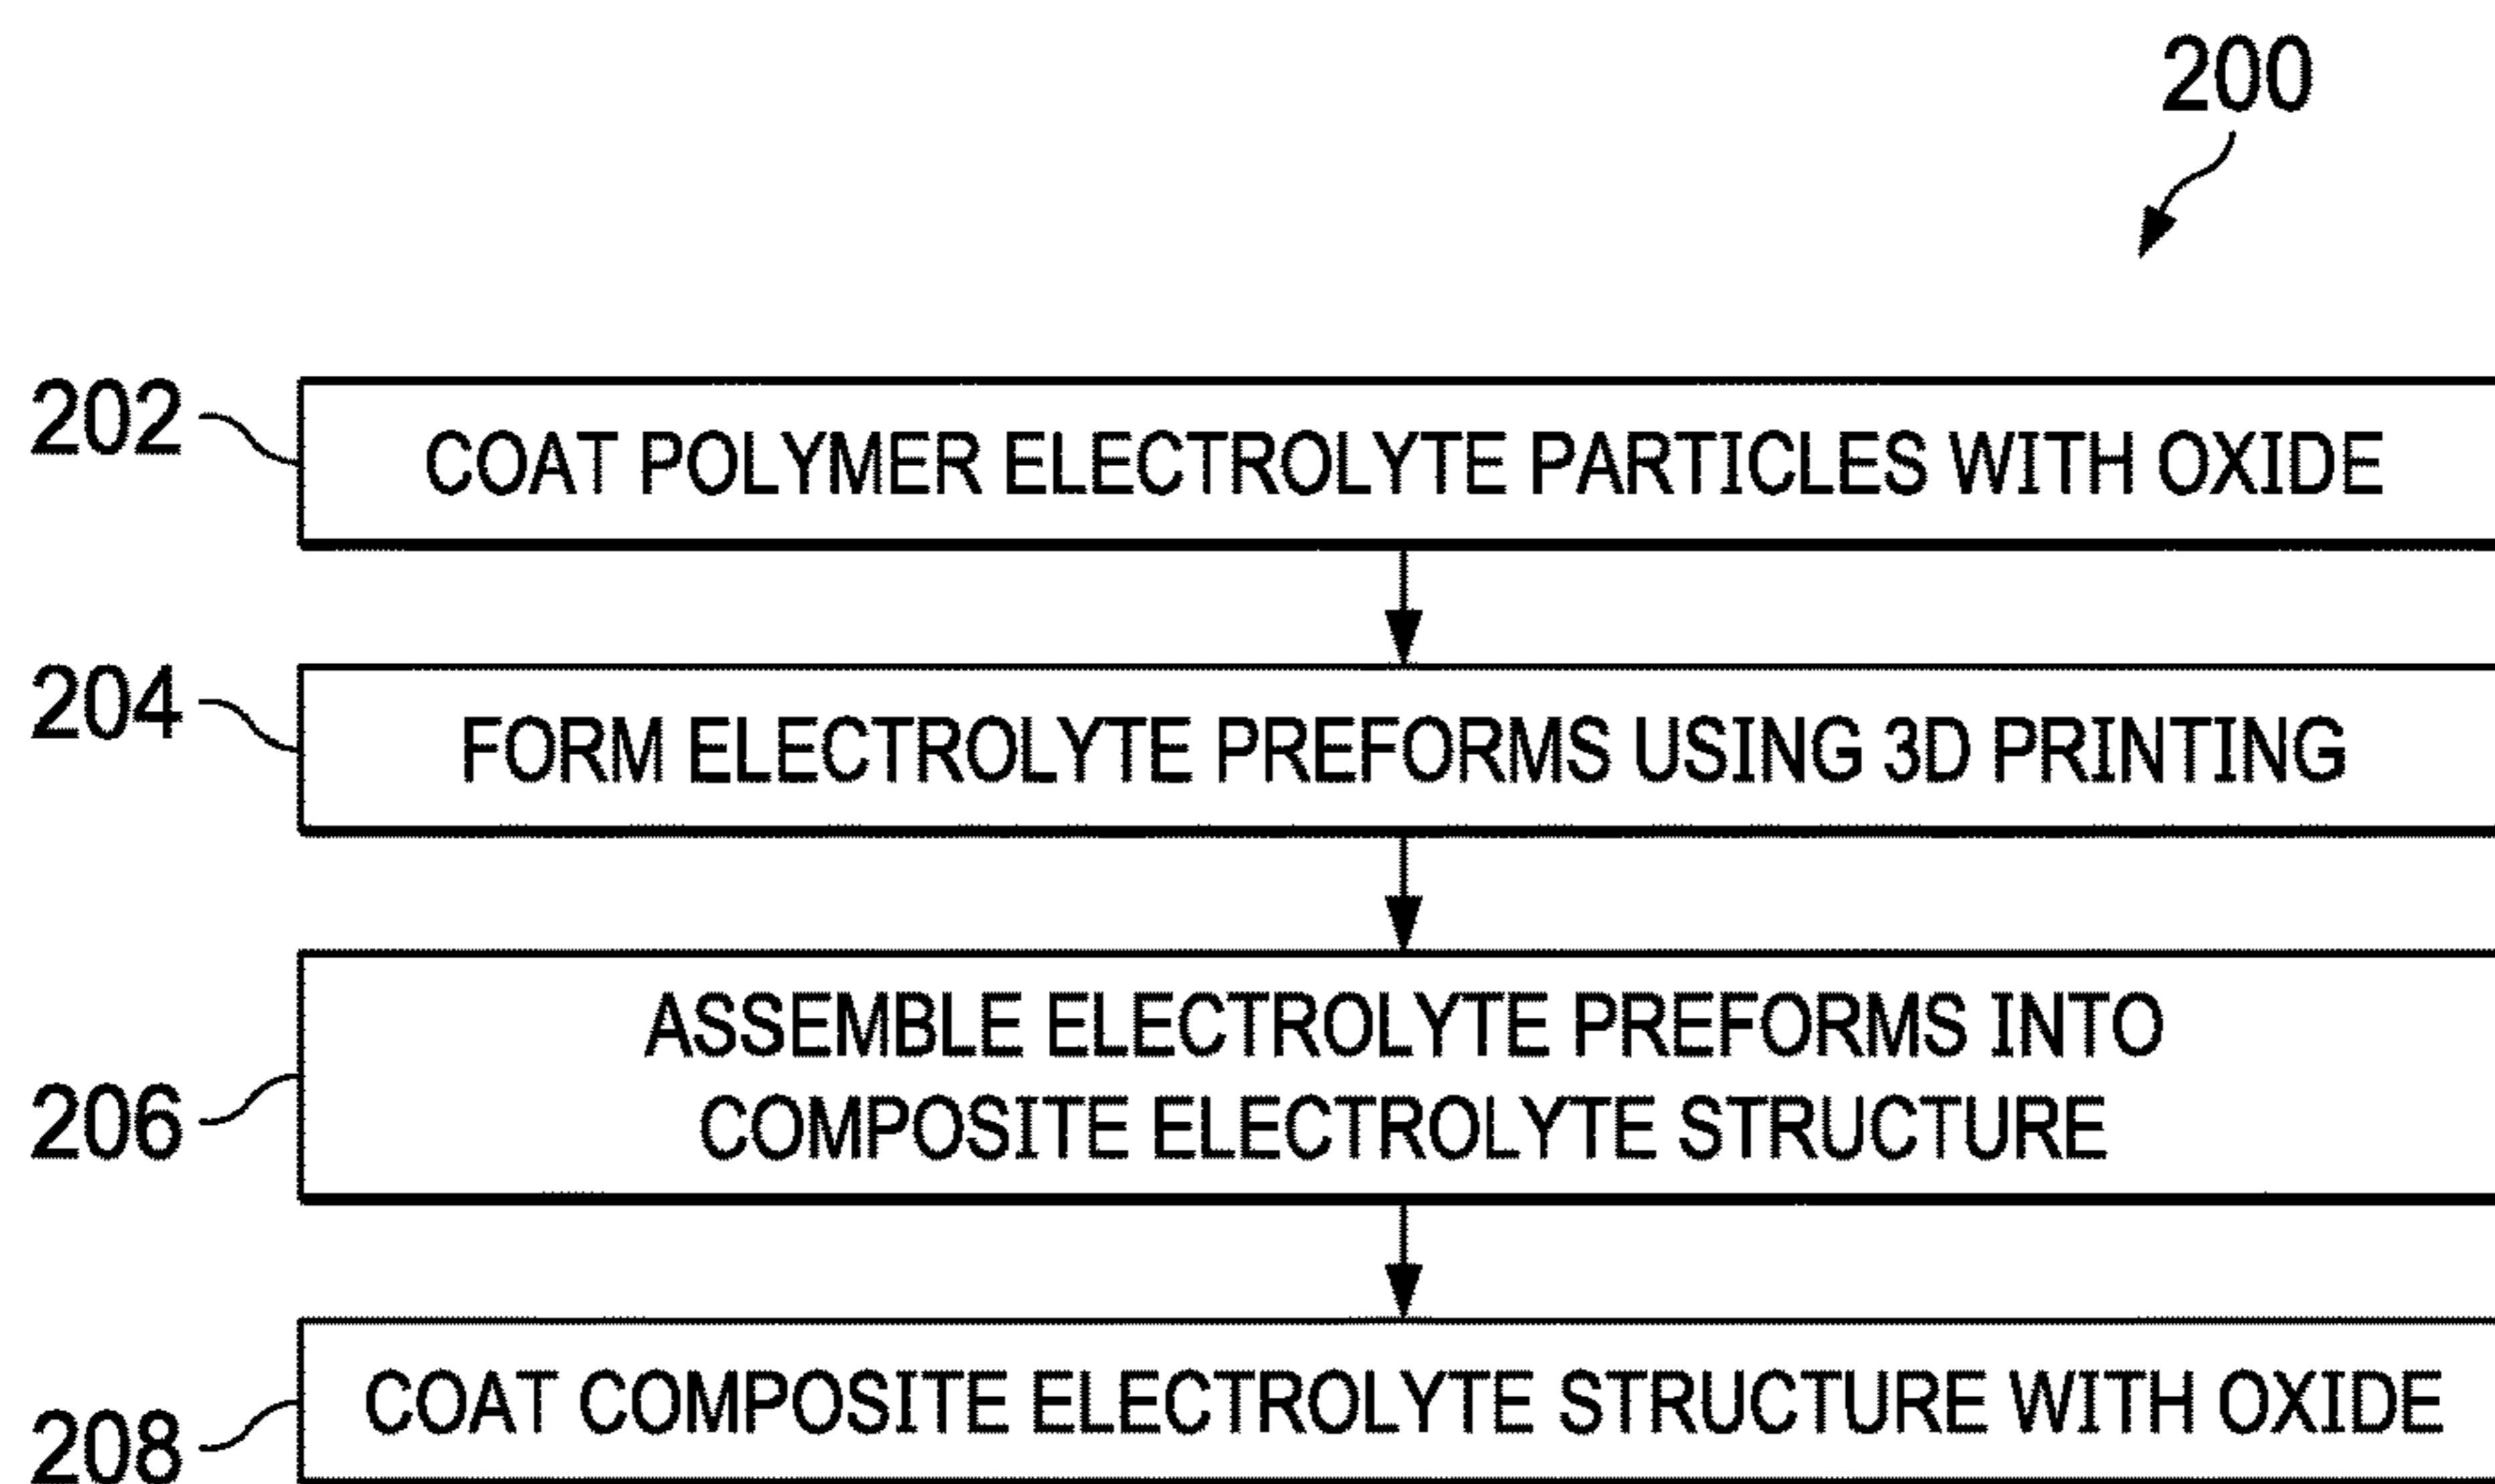 200
202
COAT POLYMER ELECTROLYTE PARTICLES WITH OXIDE
204
FORM ELECTROLYTE PREFORMS USING 3D PRINTING
206
ASSEMBLE ELECTROLYTE PREFORMS INTO
COMPOSITE ELECTROLYTE STRUCTURE
208
COAT COMPOSITE ELECTROLYTE STRUCTURE WITH OXIDE